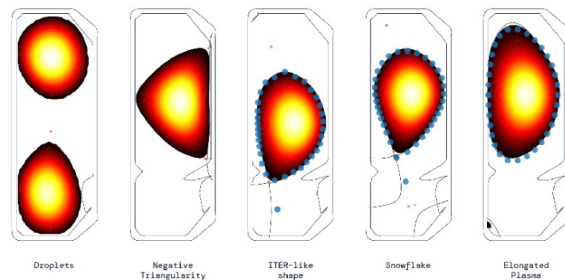 Droplets
Negative
Triangularity
ITER-like
shape
Snowflake
Elongated
Plasma